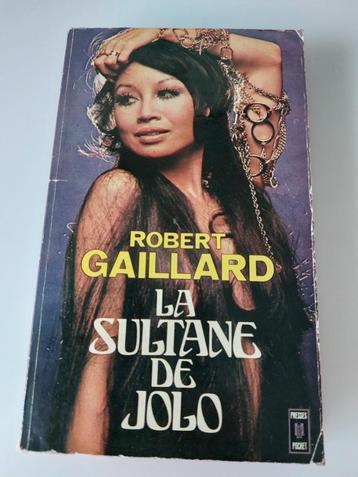 ROBERT
GAILLARD
LA
SULTANE
DE
JOLO
PRESSES
POCKET